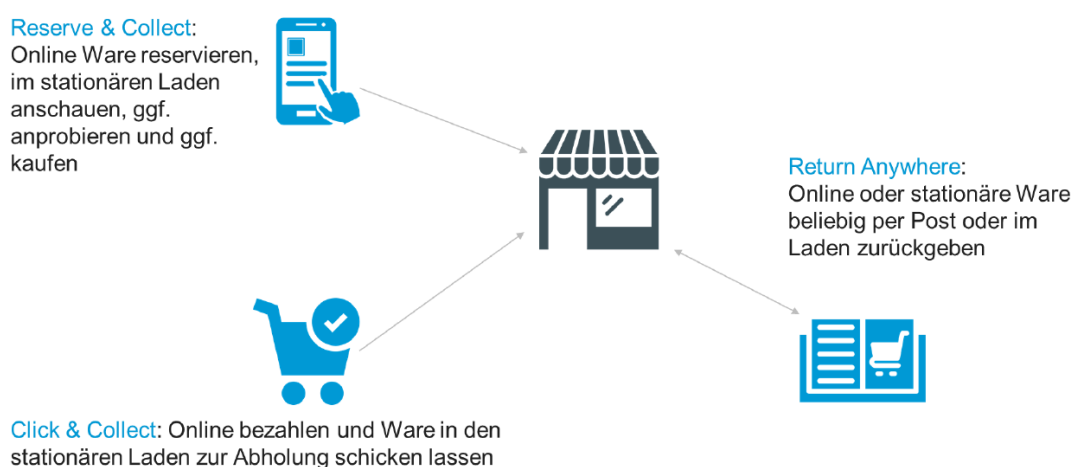 Reserve & Collect:
Online Ware reservieren,
im stationären Laden
anschauen, ggf.
anprobieren und ggf.
kaufen
Return Anywhere:
Online oder stationäre Ware
beliebig per Post oder im
Laden zurückgeben
Click & Collect: Online bezahlen und Ware in den
stationären Laden zur Abholung schicken lassen